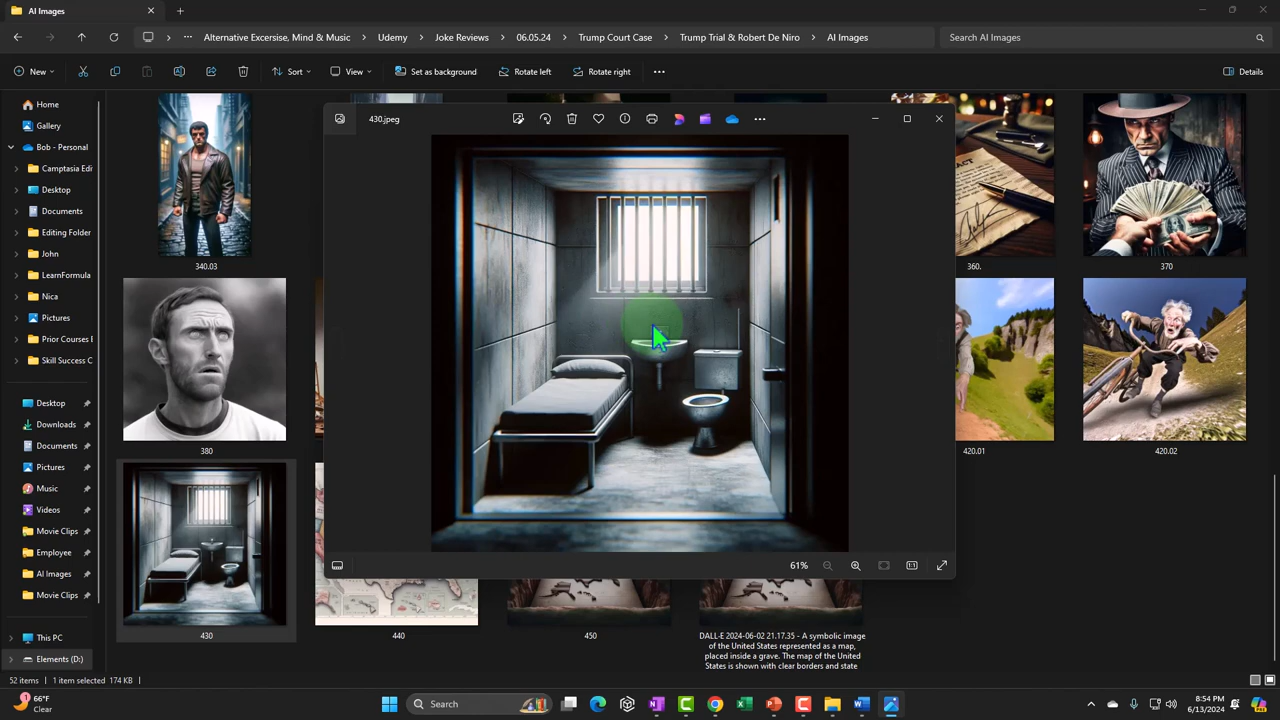 AI Images
Alternative Excersise, Mind & Music
Udemy
Joke Reviews
06.05.24
Trump Court Case
Trump Trial & Robert De Niro
AI Images
Search AI Images
New
Sort
View
Set as background
Rotate left
Rotate right
Details
Home
Gallery
Bob - Personal
Camptasia Edi
Desktop
Documents
Editing Folder
John
LearnFormula
Nica
Pictures
Prior Courses E
Skill Success C
Desktop
Downloads
Documents
Pictures
Music
Videos
Movie Clips
Employee
AI Images
Movie Clips
This PC
Elements (D:)
430.jpeg
340.03
360.
370
380
420.01
420.02
61%
430
440
450
DALL-E 2024-06-02 21.17.35 - A symbolic image
of the United States represented as a map,
placed inside a grave. The map of the United
States is shown with clear borders and state
52 items
1 item selected 174 KB
66°F
Clear
Search
8:54 PM
6/13/2024